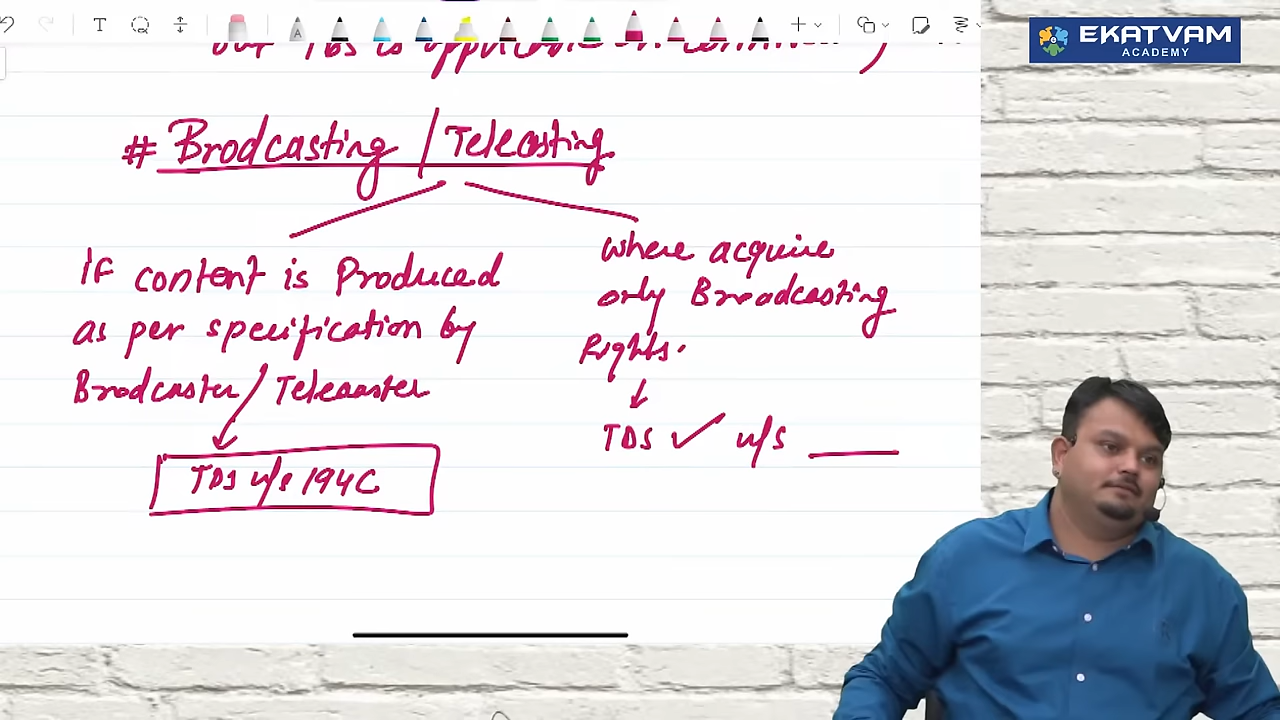 EKATVAM
ACADEMY
# Brodcasting / Telecasting
If content is Produced
as per specification by
Brodcaster / Telecaster
TDS u/s 194C
where acquire
only Broadcasting
Rights.
TDS ✓ u/s ____